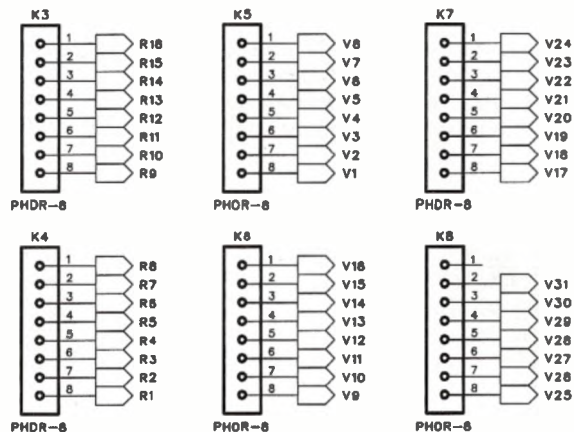 K3
1 R16
2 R15
3 R14
4 R13
5 R12
6 R11
7 R10
8 R9
PHDR-8
K5
1 V8
2 V7
3 V6
4 V5
5 V4
6 V3
7 V2
8 V1
PHDR-8
K7
1 V24
2 V23
3 V22
4 V21
5 V20
6 V19
7 V18
8 V17
PHDR-8
K4
1 R8
2 R7
3 R6
4 R5
5 R4
6 R3
7 R2
8 R1
PHDR-8
K6
1 V16
2 V15
3 V14
4 V13
5 V12
6 V11
7 V10
8 V9
PHDR-8
K8
1
2 V31
3 V30
4 V29
5 V28
6 V27
7 V26
8 V25
PHDR-8